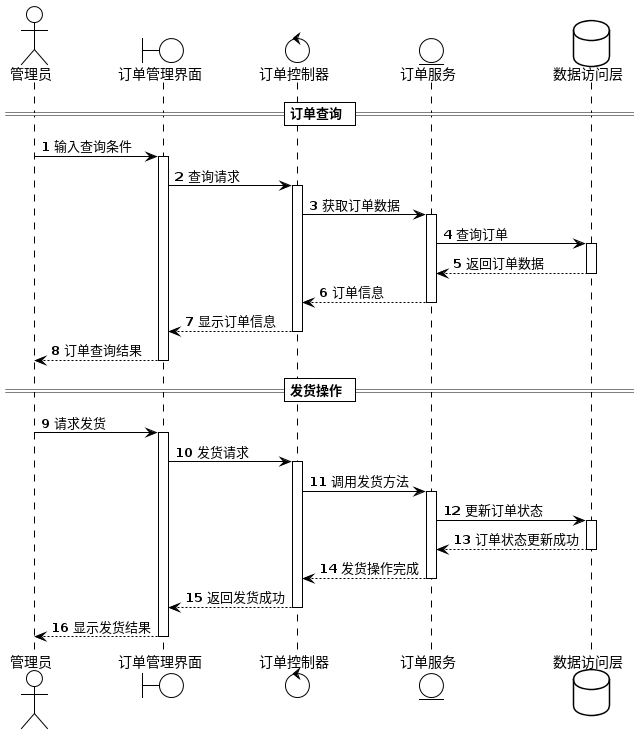 管理员 订单管理界面 订单控制器 订单服务 数据访问层
订单查询
1 输入查询条件
2 查询请求
3 获取订单数据
4 查询订单
5 返回订单数据
6 订单信息
7 显示订单信息
8 订单查询结果
发货操作
9 请求发货
10 发货请求
11 调用发货方法
12 更新订单状态
13 订单状态更新成功
14 发货操作完成
15 返回发货成功
16 显示发货结果
管理员 订单管理界面 订单控制器 订单服务 数据访问层